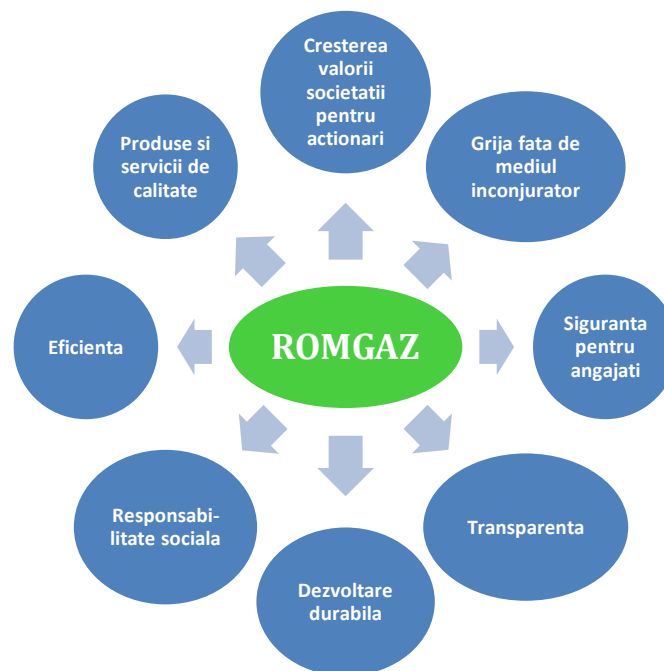 Cresterea
valorii
societatii
pentru
actionari
Produse si
servicii de
calitate
Grija fata de
mediul
inconjurator
Eficienta
ROMGAZ
Siguranta
pentru
angajati
Responsabi-
litate sociala
Transparenta
Dezvoltare
durabila